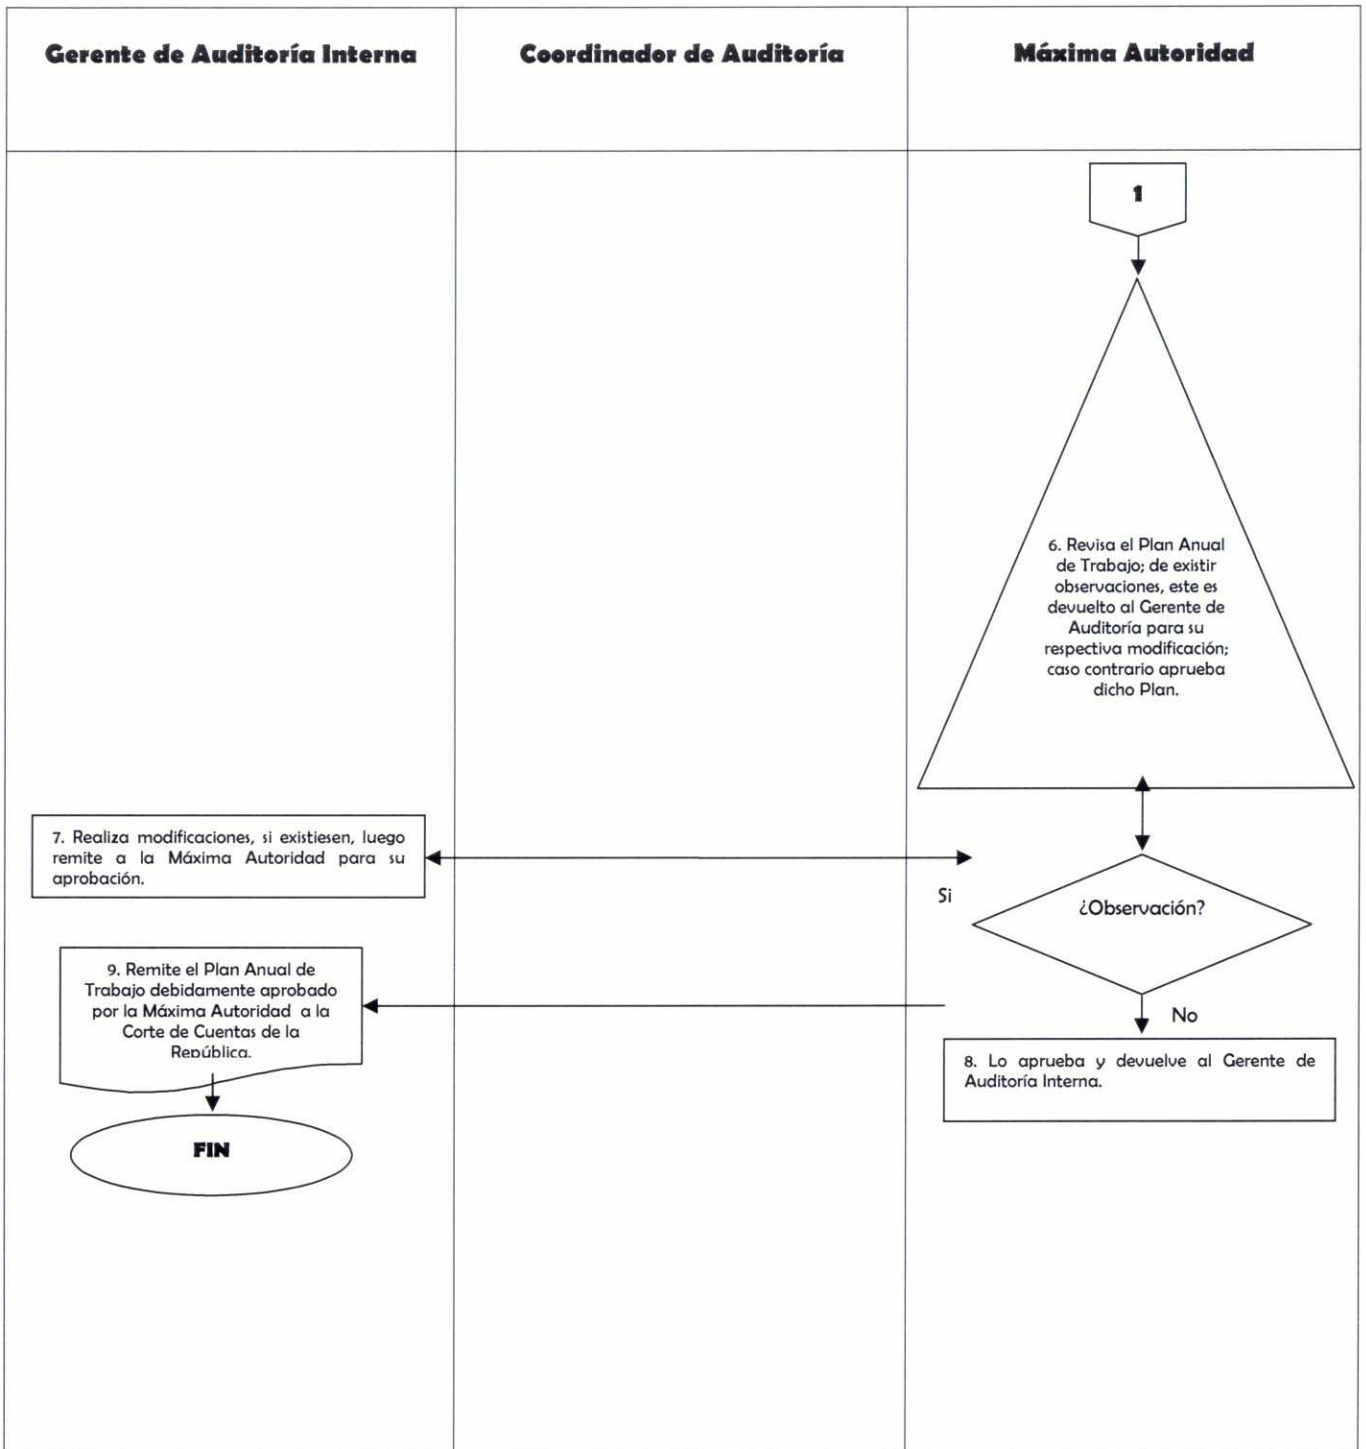 Gerente de Auditoría Interna
Coordinador de Auditoría
Máxima Autoridad
1
6. Revisa el Plan Anual
de Trabajo; de existir
observaciones, este es
devuelto al Gerente de
Auditoría para su
respectiva modificación;
caso contrario aprueba
dicho Plan.
7. Realiza modificaciones, si existiesen, luego
remite a la Máxima Autoridad para su
aprobación.
Si
¿Observación?
9. Remite el Plan Anual de
Trabajo debidamente aprobado
por la Máxima Autoridad a la
Corte de Cuentas de la
República.
No
8. Lo aprueba y devuelve al Gerente de
Auditoría Interna.
FIN